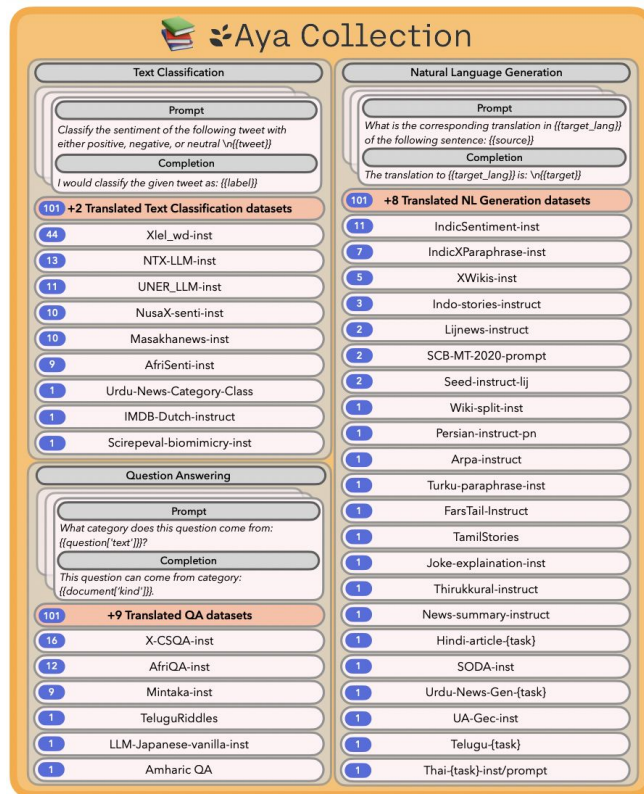 Aya Collection
Text Classification
Prompt
Classify the sentiment of the following tweet with
either positive, negative, or neutral \n{{tweet}}
Completion
I would classify the given tweet as: {{label}}
101 +2 Translated Text Classification datasets
44 Xlel_wd-inst
13 NTX-LLM-inst
11 UNER_LLM-inst
10 NusaX-senti-inst
10 Masakhanews-inst
9 AfriSenti-inst
1 Urdu-News-Category-Class
1 IMDB-Dutch-instruct
1 Scirepeval-biomimicry-inst
Question Answering
Prompt
What category does this question come from:
{{question['text']}}?
Completion
This question can come from category:
{{document['kind']}}.
101 +9 Translated QA datasets
16 X-CSQA-inst
12 AfriQA-inst
9 Mintaka-inst
1 TeluguRiddles
1 LLM-Japanese-vanilla-inst
1 Amharic QA
Natural Language Generation
Prompt
What is the corresponding translation in {{target_lang}}
of the following sentence: {{source}}
Completion
The translation to {{target_lang}} is: \n{{target}}
101 +8 Translated NL Generation datasets
11 IndicSentiment-inst
7 IndicXParaphrase-inst
5 XWikis-inst
3 Indo-stories-instruct
2 Lijnews-instruct
2 SCB-MT-2020-prompt
2 Seed-instruct-lij
1 Wiki-split-inst
1 Persian-instruct-pn
1 Arpa-instruct
1 Turku-paraphrase-inst
1 FarsTail-Instruct
1 TamilStories
1 Joke-explaination-inst
1 Thirukkural-instruct
1 News-summary-instruct
1 Hindi-article-{task}
1 SODA-inst
1 Urdu-News-Gen-{task}
1 UA-Gec-inst
1 Telugu-{task}
1 Thai-{task}-inst/prompt